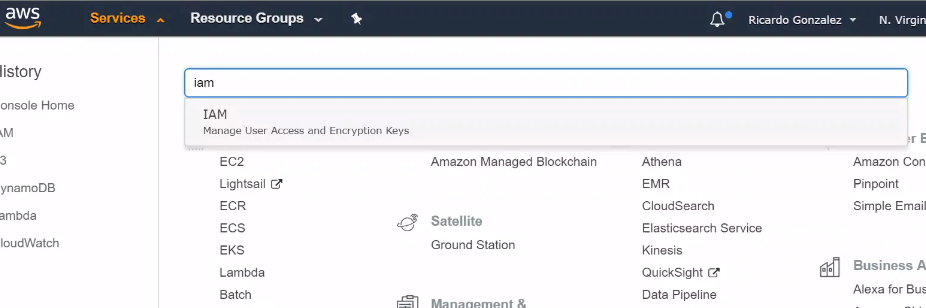 aws Services Resource Groups Ricardo Gonzalez N. Virgin
History
onsole Home
AM
3
ynamoDB
ambda
loudWatch
iam
IAM
Manage User Access and Encryption Keys
EC2
Lightsail
ECR
ECS
EKS
Lambda
Batch
Amazon Managed Blockchain
Satellite
Ground Station
Management &
Athena
EMR
CloudSearch
Elasticsearch Service
Kinesis
QuickSight
Data Pipeline
r E
Amazon Con
Pinpoint
Simple Email
Business A
Alexa for Bus